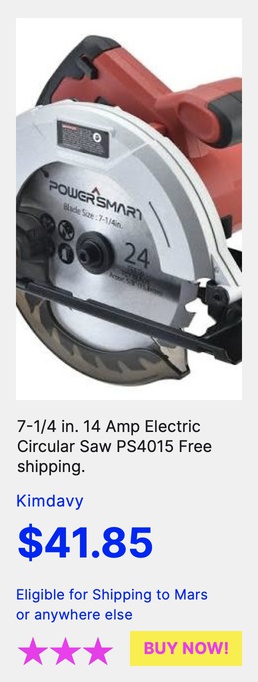 POWERSMART
Blade Size : 7-1/4in.
24
7-1/4 in. 14 Amp Electric
Circular Saw PS4015 Free
shipping.
Kimdavy
$41.85
Eligible for Shipping to Mars
or anywhere else
BUY NOW!